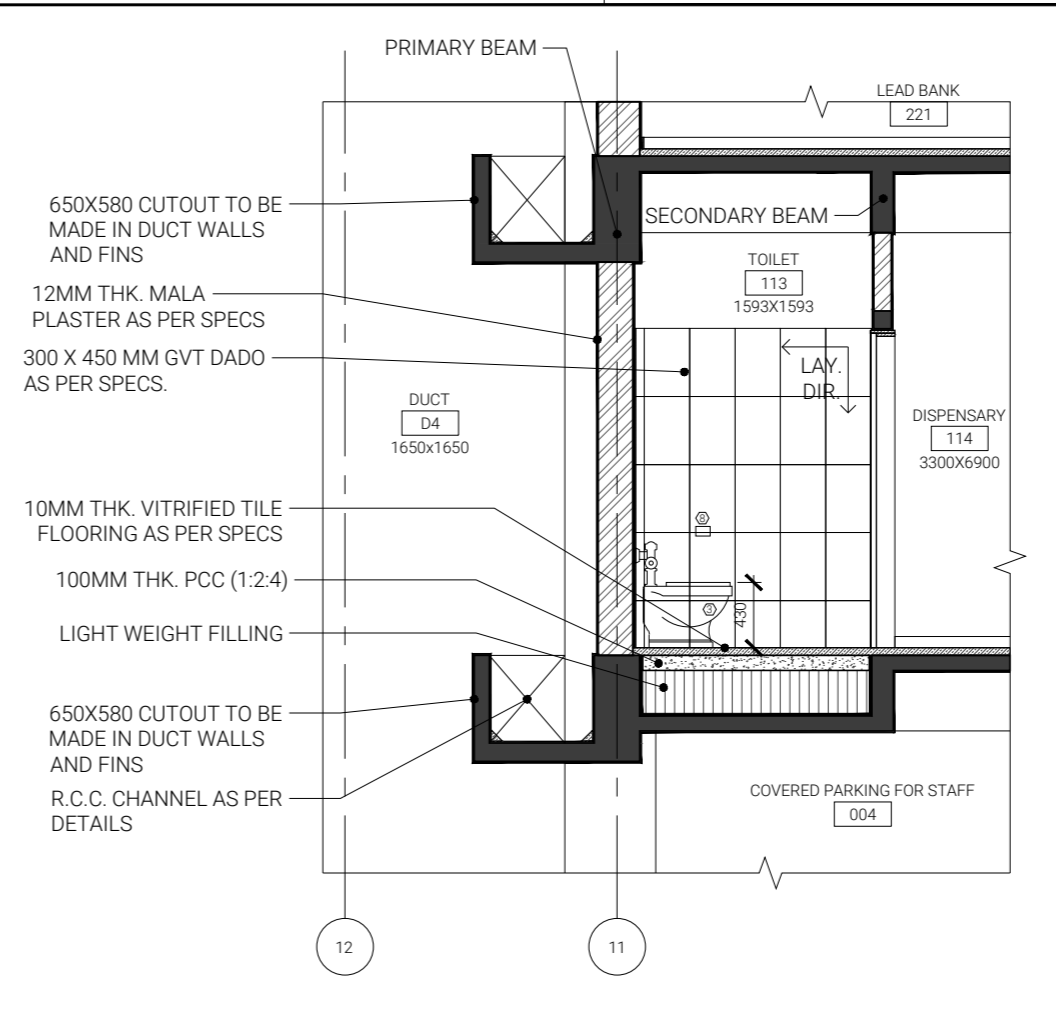 PRIMARY BEAM
LEAD BANK
221
650X580 CUTOUT TO BE
MADE IN DUCT WALLS
AND FINS
SECONDARY BEAM
TOILET
113
1593X1593
12MM THK. MALA
PLASTER AS PER SPECS
300 X 450 MM GVT DADO
AS PER SPECS.
LAY.
DIR.
DUCT
D4
1650x1650
DISPENSARY
114
3300X6900
10MM THK. VITRIFIED TILE
FLOORING AS PER SPECS
8
100MM THK. PCC (1:2:4)
3
430
LIGHT WEIGHT FILLING
650X580 CUTOUT TO BE
MADE IN DUCT WALLS
AND FINS
R.C.C. CHANNEL AS PER
DETAILS
COVERED PARKING FOR STAFF
004
12
11